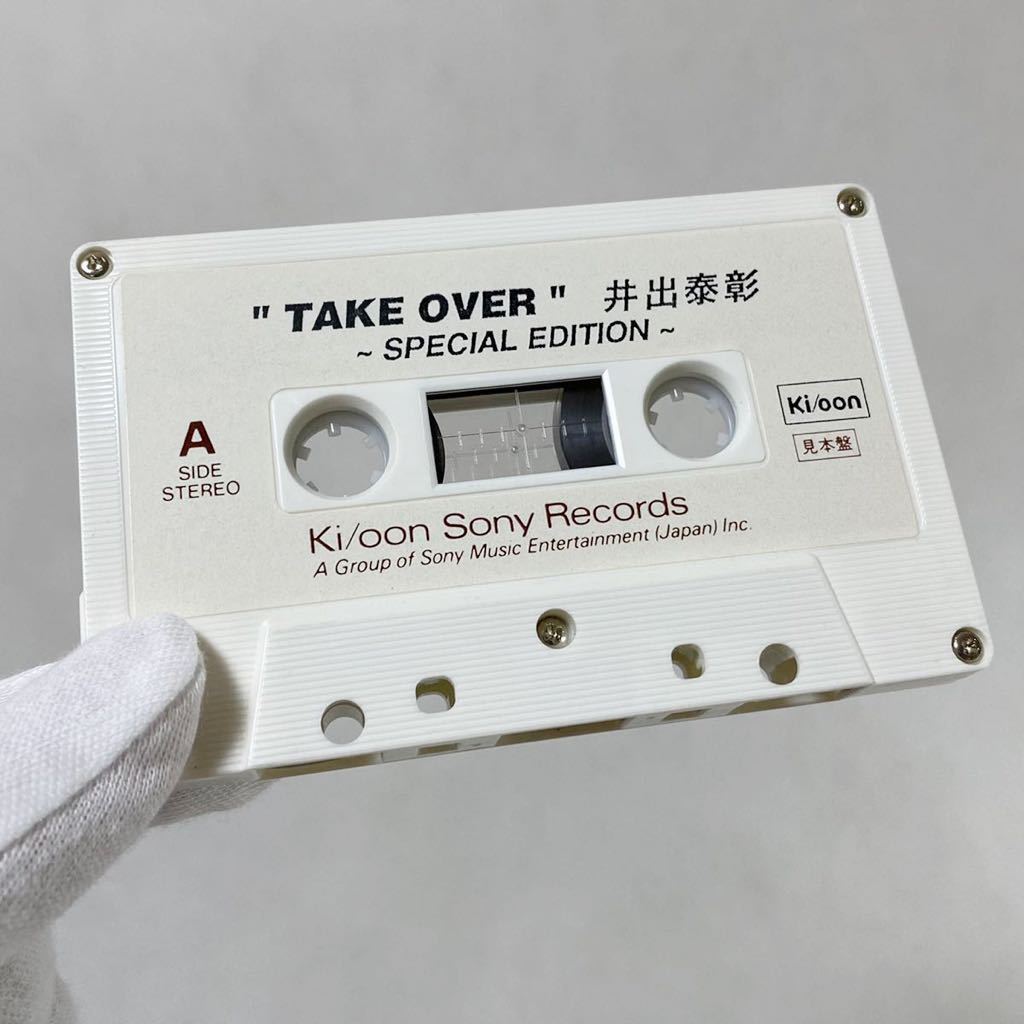 " TAKE OVER " 井出泰彰
~ SPECIAL EDITION ~
A
SIDE
STEREO
Ki/oon
見本盤
Ki/oon Sony Records
A Group of Sony Music Entertainment (Japan) Inc.